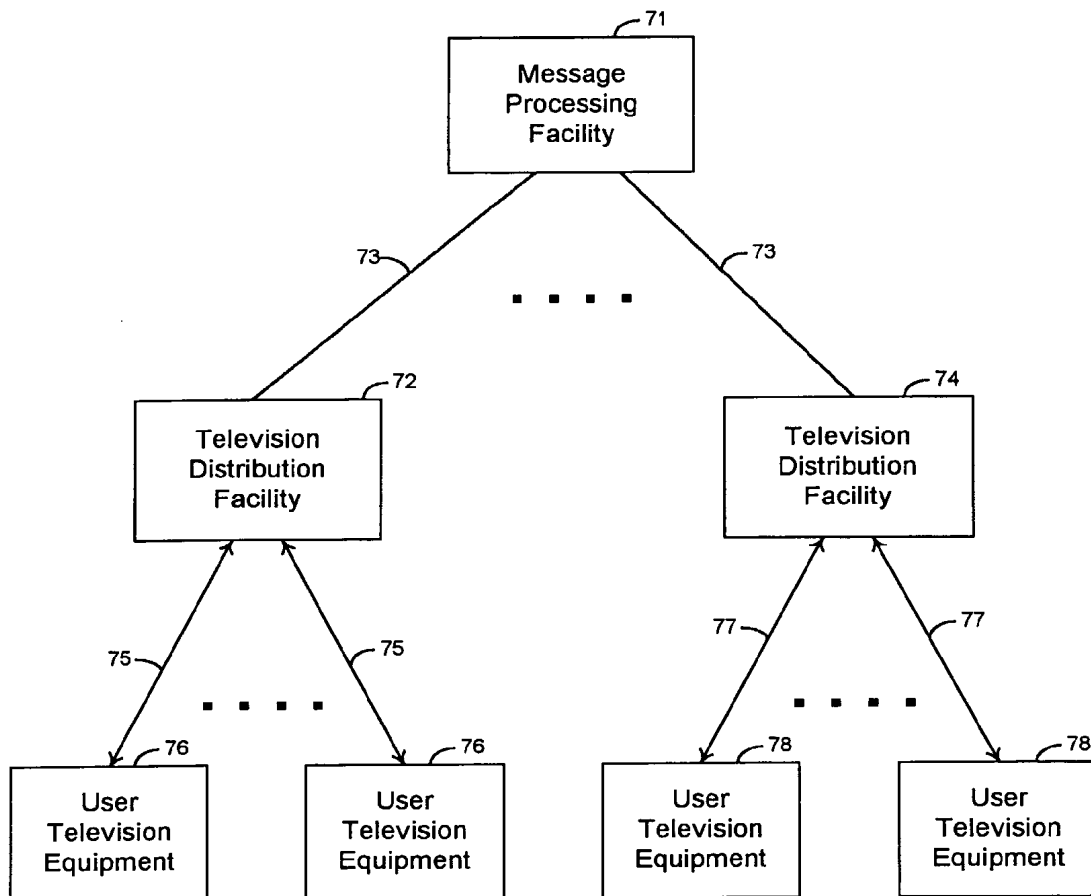 71
Message
Processing
Facility
73
73
72
74
Television
Distribution
Facility
Television
Distribution
Facility
75
75
77
77
76
76
78
78
User
Television
Equipment
User
Television
Equipment
User
Television
Equipment
User
Television
Equipment